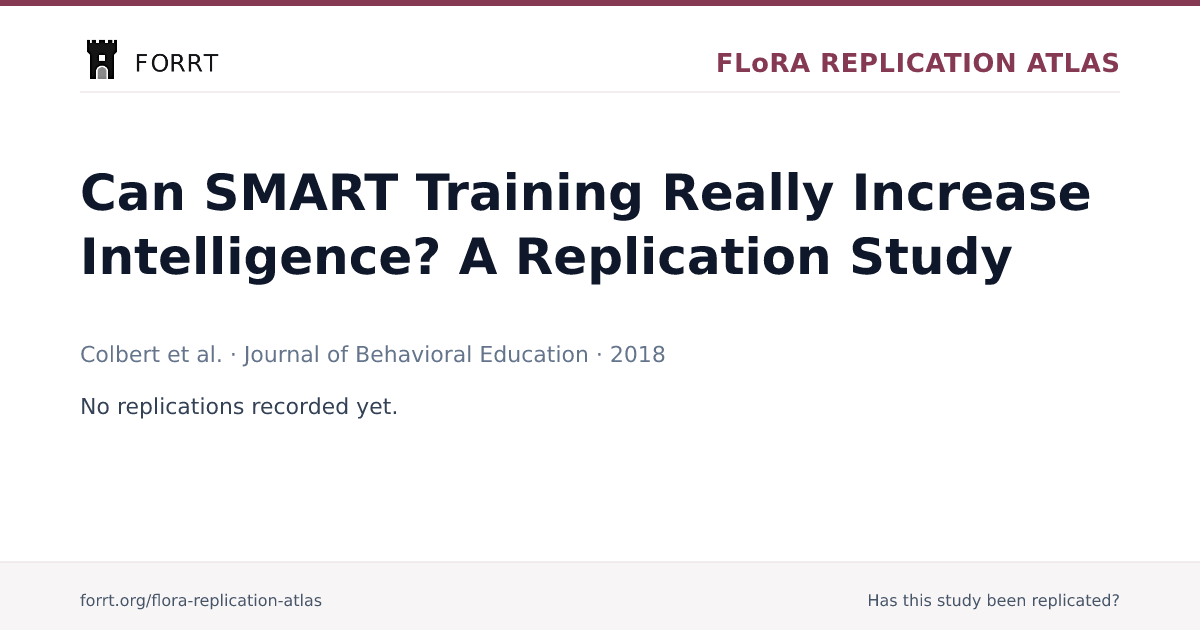 FORRT
FLoRA REPLICATION ATLAS
Can SMART Training Really Increase
Intelligence? A Replication Study
Colbert et al. · Journal of Behavioral Education · 2018
No replications recorded yet.
forrt.org/flora-replication-atlas
Has this study been replicated?